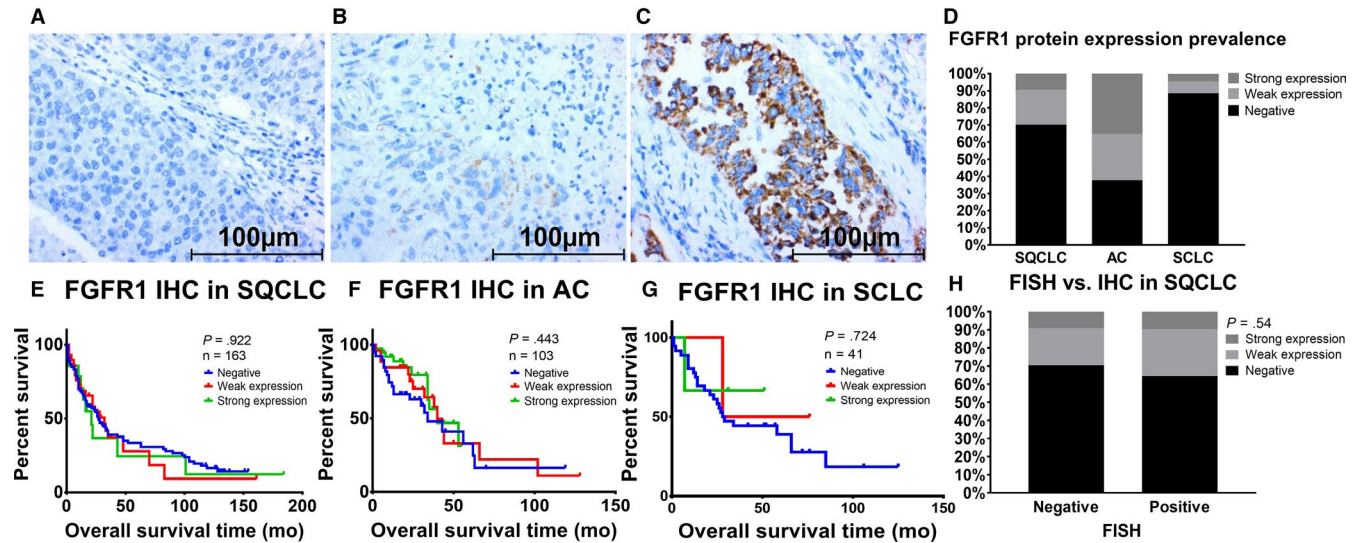 A
B
C
D
FGFR1 protein expression prevalence
100μm
100μm
100μm
100%
90%
80%
70%
60%
50%
40%
30%
20%
10%
0%
SQCLC
AC
SCLC
Strong expression
Weak expression
Negative
E
FGFR1 IHC in SQCLC
Percent survival
100
50
0
P = .922
n = 163
Negative
Weak expression
Strong expression
0
50
100
150
200
Overall survival time (mo)
F
FGFR1 IHC in AC
Percent survival
100
50
0
P = .443
n = 103
Negative
Weak expression
Strong expression
0
50
100
150
Overall survival time (mo)
G
FGFR1 IHC in SCLC
Percent survival
100
50
0
P = .724
n = 41
Negative
Weak expression
Strong expression
0
50
100
150
Overall survival time (mo)
H
FISH vs. IHC in SQCLC
100%
90%
80%
70%
60%
50%
40%
30%
20%
10%
0%
P = .54
Strong expression
Weak expression
Negative
Negative
Positive
FISH